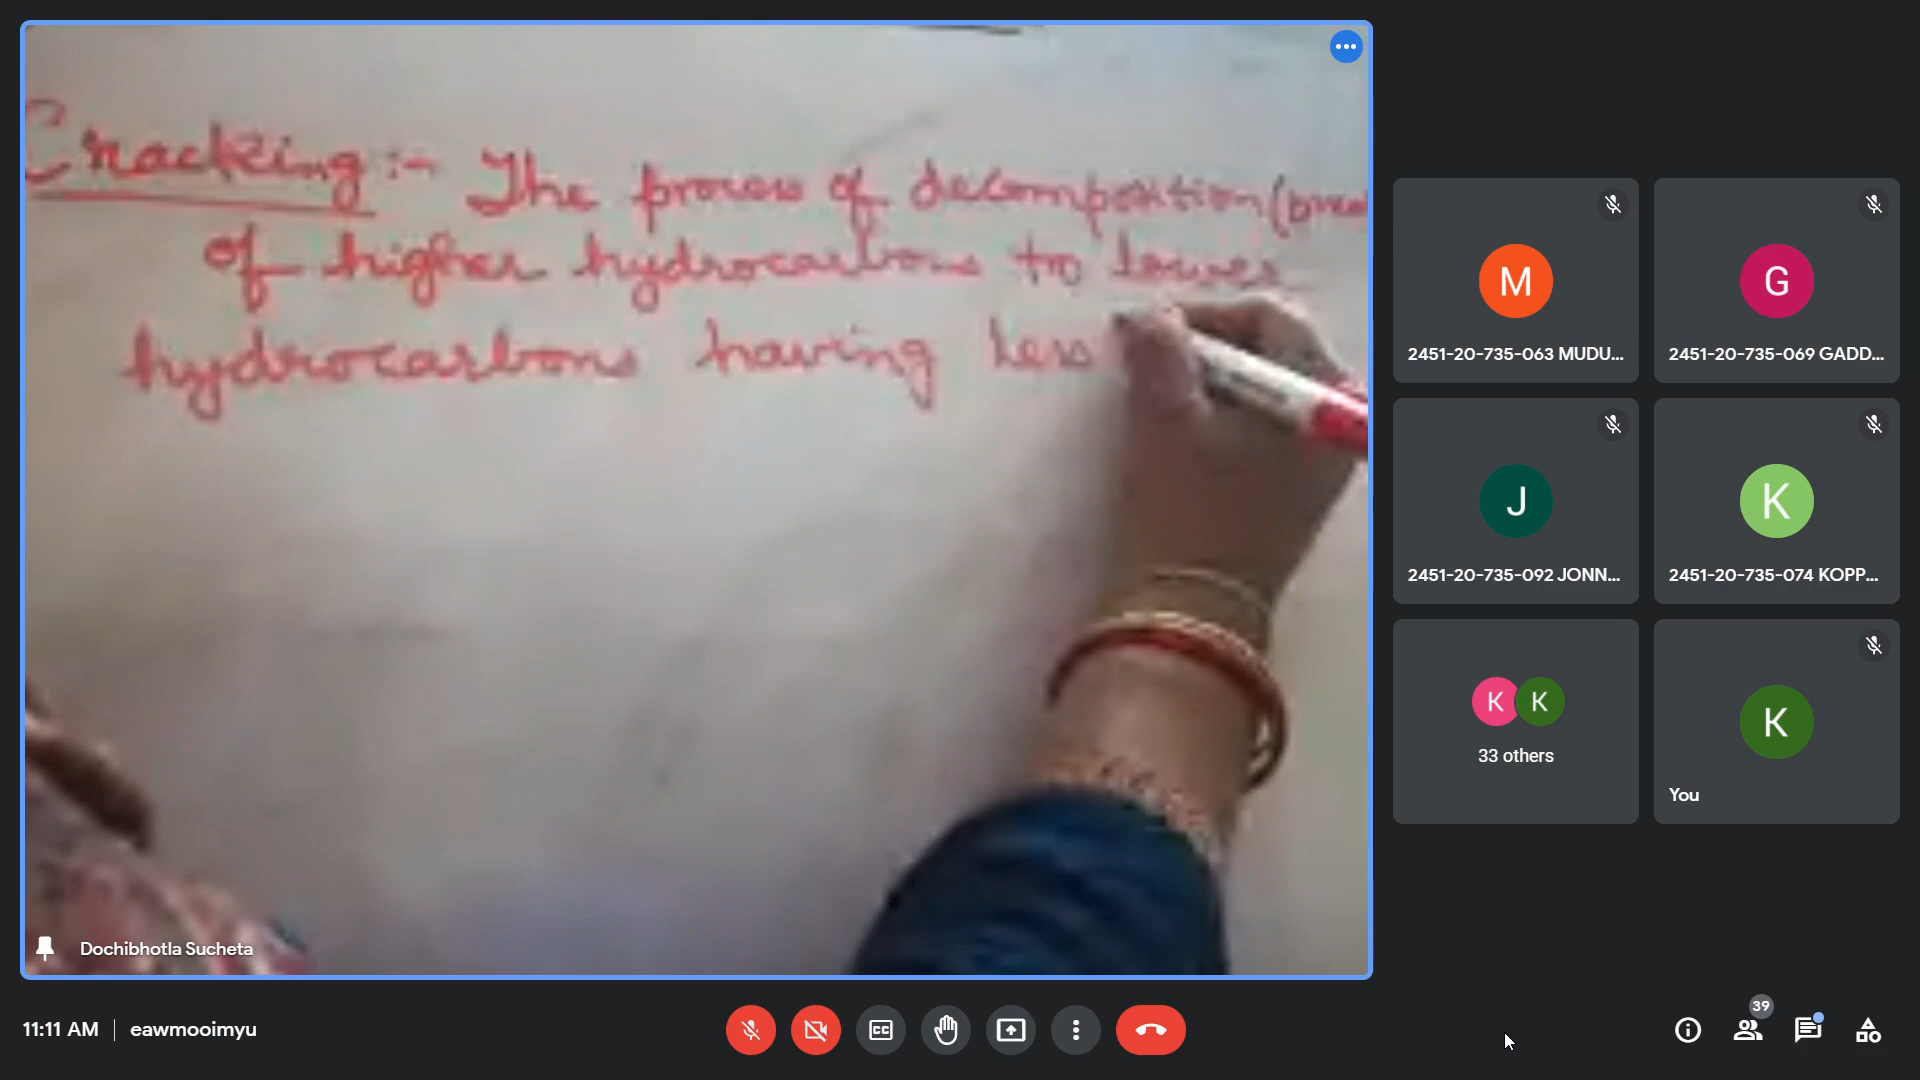 Cracking :- The process of decomposition (brea
of higher hydrocarbons to lower
hydrocarbons having less
Dochibhotla Sucheta
M
2451-20-735-063 MUDU...
G
2451-20-735-069 GADD...
J
2451-20-735-092 JONN...
K
2451-20-735-074 KOPP...
K K
33 others
K
You
11:11 AM | eawmooimyu
CC
39